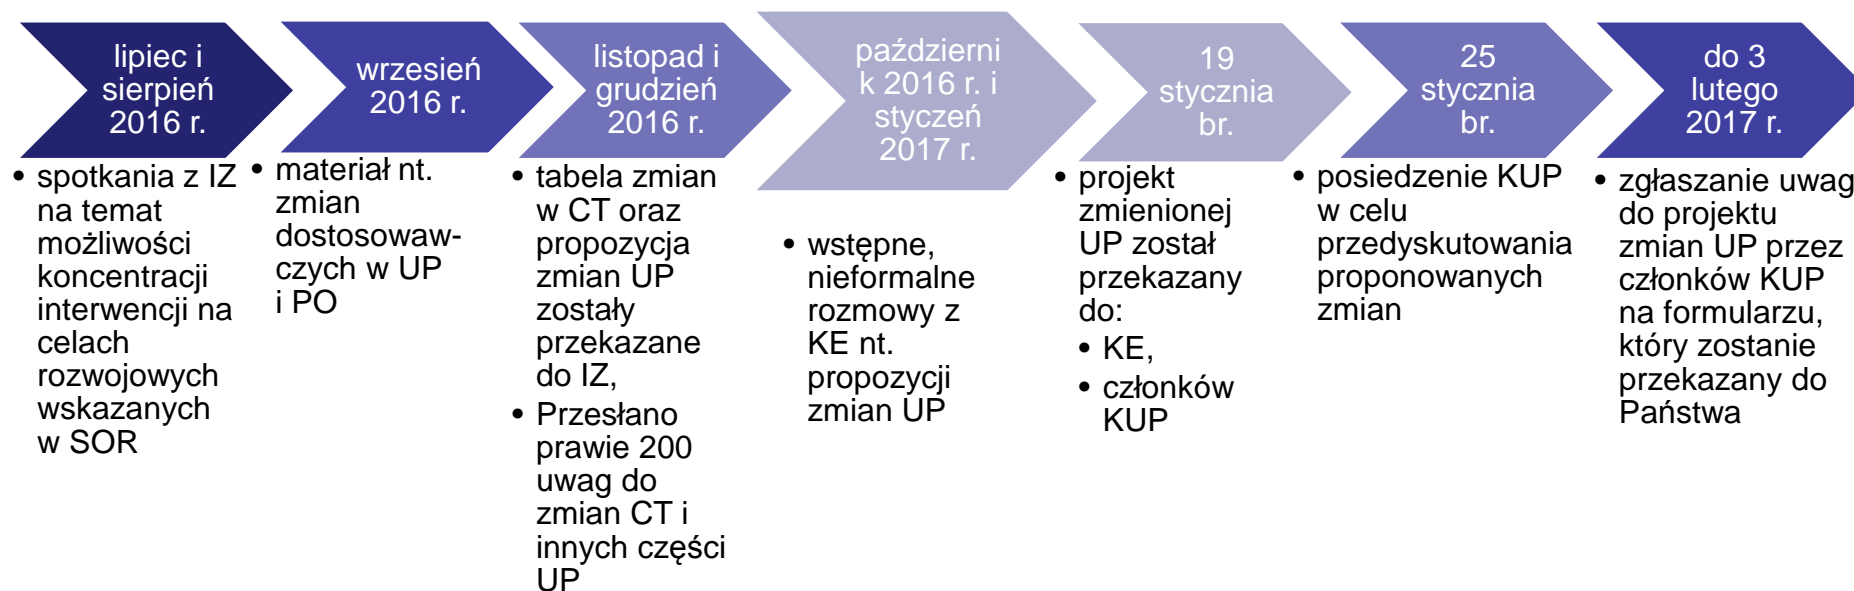 lipiec i
sierpień
2016 r.
• spotkania z IZ
na temat
możliwości
koncentracji
interwencji na
celach
rozwojowych
wskazanych
w SOR
wrzesień
2016 r.
• materiał nt.
zmian
dostosowaw-
czych w UP
i PO
listopad i
grudzień
2016 r.
• tabela zmian
w CT oraz
propozycja
zmian UP
zostały
przekazane
do IZ,
• Przesłano
prawie 200
uwag do
zmian CT i
innych części
UP
październi
k 2016 r. i
styczeń
2017 r.
• wstępne,
nieformalne
rozmowy z
KE nt.
propozycji
zmian UP
19
stycznia
br.
• projekt
zmienionej
UP został
przekazany
do:
• KE,
• członków
KUP
25
stycznia
br.
• posiedzenie KUP
w celu
przedyskutowania
proponowanych
zmian
do 3
lutego
2017 r.
• zgłaszanie uwag
do projektu
zmian UP przez
członków KUP
na formularzu,
który zostanie
przekazany do
Państwa